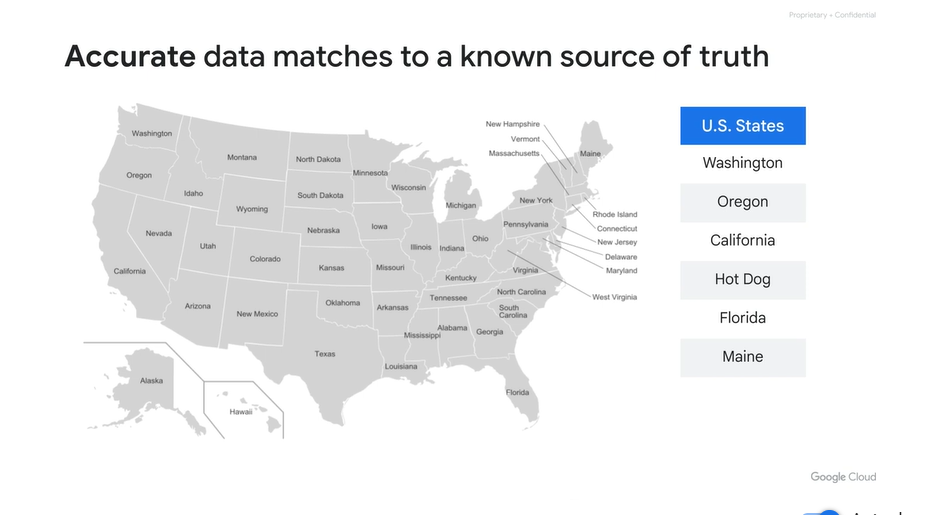 Proprietary + Confidential
Accurate data matches to a known source of truth
Washington
Oregon
California
Nevada
Idaho
Montana
Wyoming
Utah
Arizona
Colorado
New Mexico
North Dakota
South Dakota
Nebraska
Kansas
Oklahoma
Texas
Minnesota
Iowa
Missouri
Arkansas
Louisiana
Wisconsin
Illinois
Michigan
Indiana
Ohio
Kentucky
Tennessee
Mississippi
Alabama
Georgia
Florida
South
Carolina
North Carolina
Virginia
Pennsylvania
New York
Maine
New Hampshire
Vermont
Massachusetts
Rhode Island
Connecticut
New Jersey
Delaware
Maryland
West Virginia
Alaska
Hawaii
U.S. States
Washington
Oregon
California
Hot Dog
Florida
Maine
Google Cloud